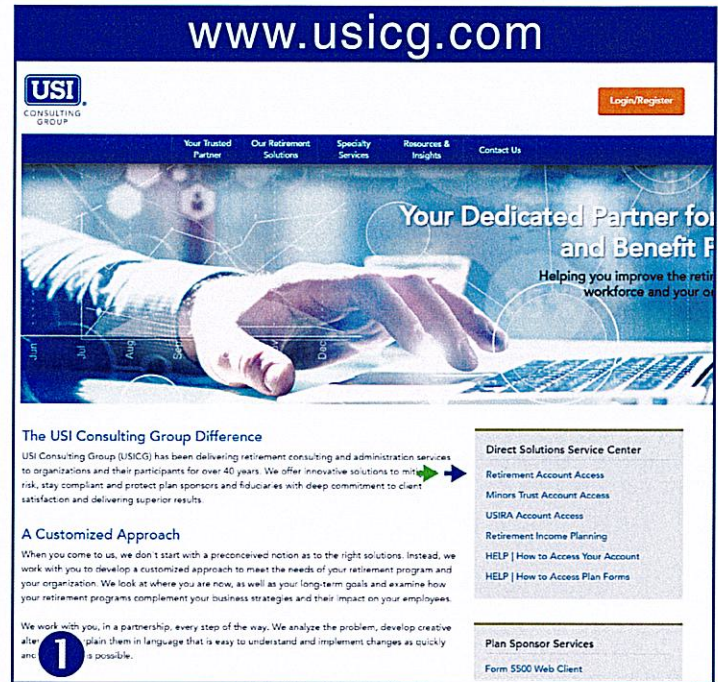 www.usicg.com
USI
CONSULTING
GROUP
Login/Register
Your Trusted
Partner
Our Retirement
Solutions
Specialty
Services
Resources &
Insights
Contact Us
Your Dedicated Partner for
and Benefit F
Helping you improve the retir
workforce and your o
Jun
Jul
Aug
Dec
The USI Consulting Group Difference
USI Consulting Group (USICG) has been delivering retirement consulting and administration services
to organizations and their participants for over 40 years. We offer innovative solutions to
risk, stay compliant and protect plan sponsors and fiduciaries with deep commitment to client
satisfaction and delivering superior results.
A Customized Approach
When you come to us, we don't start with a preconceived notion as to the right solutions. Instead, we
work with you to develop a customized approach to meet the needs of your retirement program and
your organization. We look at where you are now, as well as your long-term goals and examine how
your retirement programs complement your business strategies and their impact on your employees.
We work with you, in a partnership, every step of the way. We analyze the problem, develop creative
plain them in language that is easy to understand and implement changes as quickly
and is possible.
1
Direct Solutions Service Center
Retirement Account Access
Minors Trust Account Access
USIRA Account Access
Retirement Income Planning
HELP | How to Access Your Account
HELP | How to Access Plan Forms
Plan Sponsor Services
Form 5500 Web Client